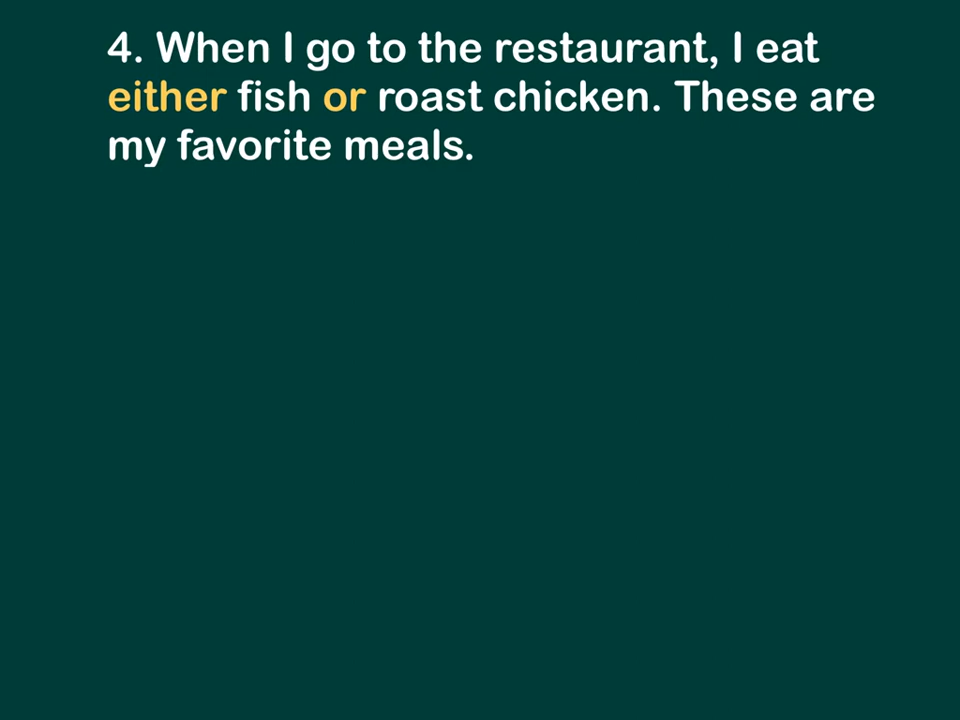 4. When I go to the restaurant, I eat
either fish or roast chicken. These are
my favorite meals.